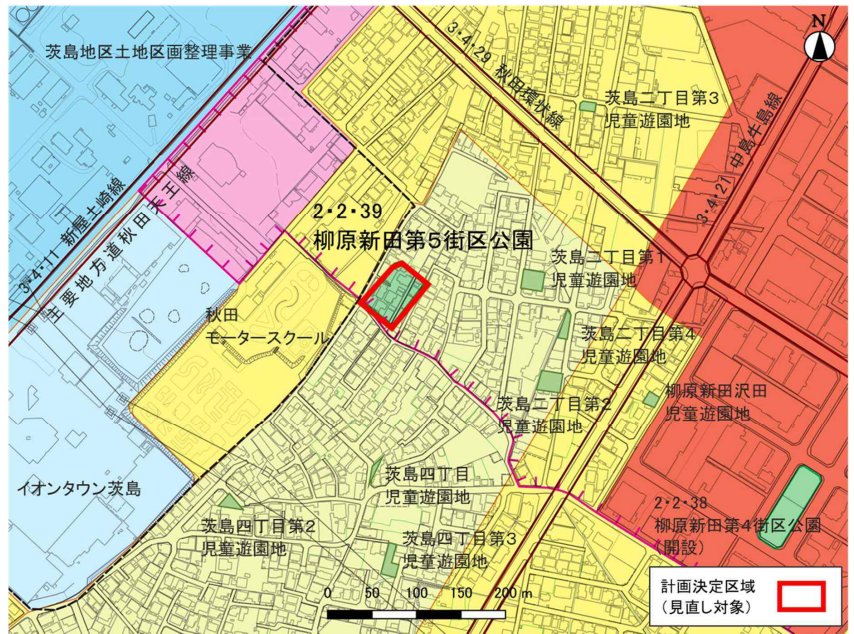 茨島地区土地区画整理事業
3・4・29 秋田環状線
N
茨島二丁目第3
児童遊園地
3・4・21 中島牛島線
3・4・11 新屋土崎線
主要地方道秋田天王線
2・2・39
柳原新田第5街区公園
茨島二丁目第1
児童遊園地
秋田
モータースクール
茨島二丁目第4
児童遊園地
茨島二丁目第2
児童遊園地
柳原新田沢田
児童遊園地
イオンタウン茨島
茨島四丁目
児童遊園地
2・2・38
柳原新田第4街区公園
(開設)
茨島四丁目第2
児童遊園地
茨島四丁目第3
児童遊園地
0 50 100 150 200 m
計画決定区域
(見直し対象)